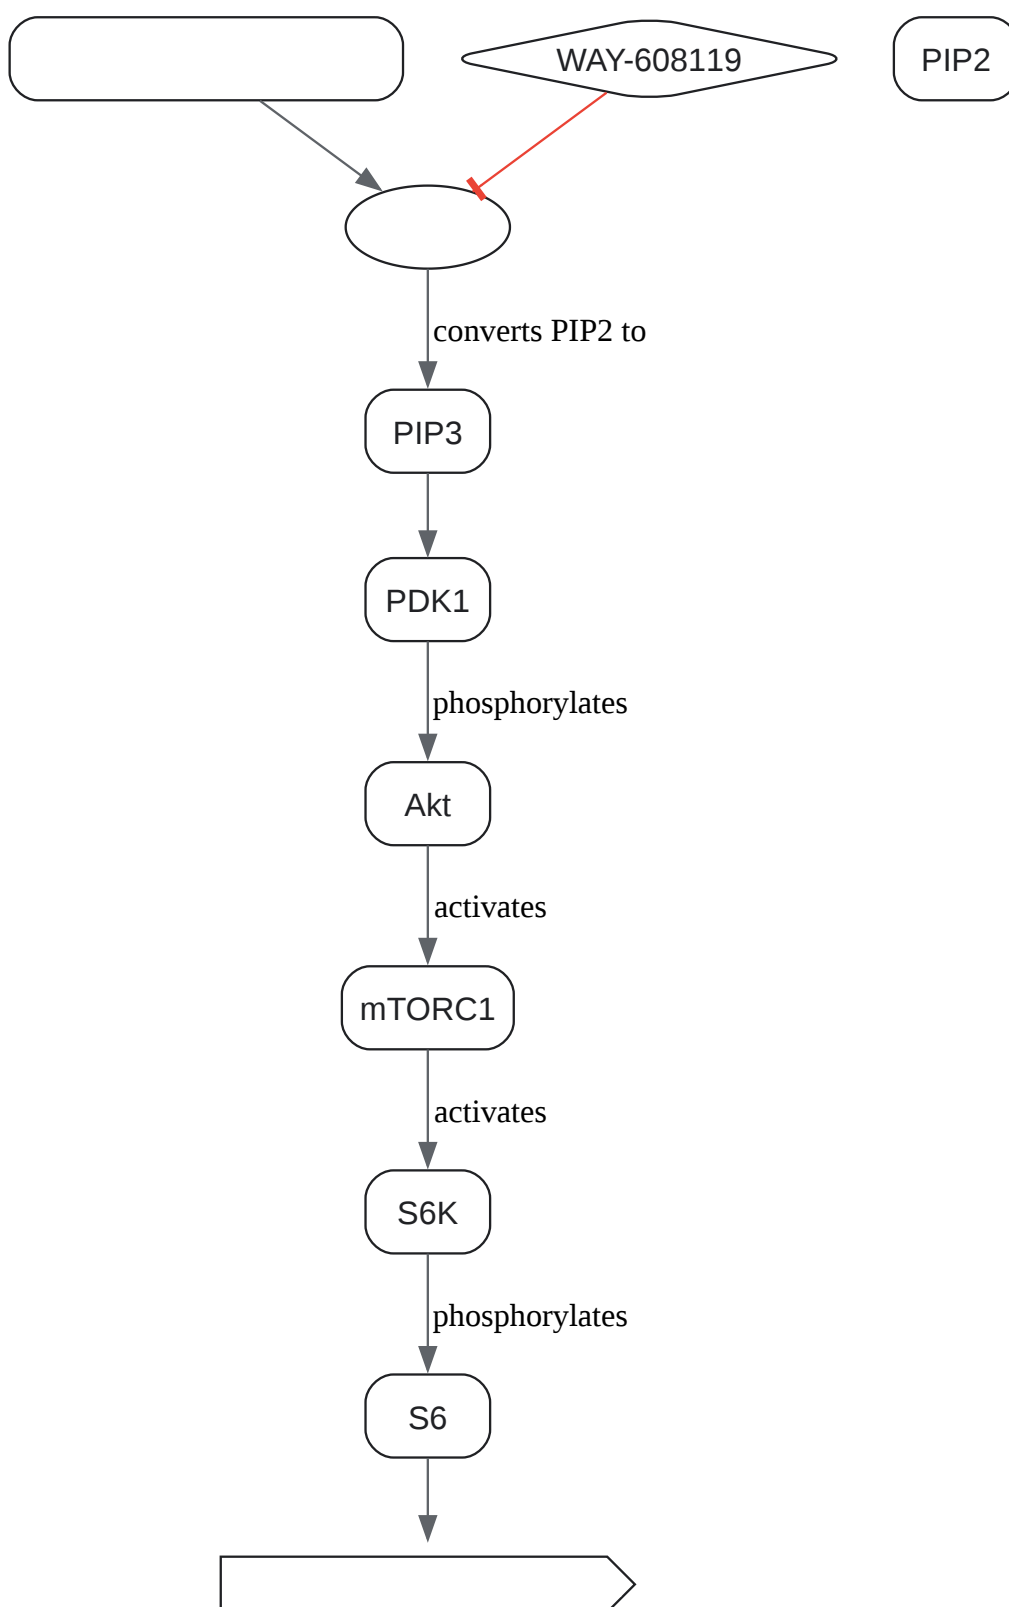 WAY-608119
PIP2
converts PIP2 to
PIP3
PDK1
phosphorylates
Akt
activates
mTORC1
activates
S6K
phosphorylates
S6